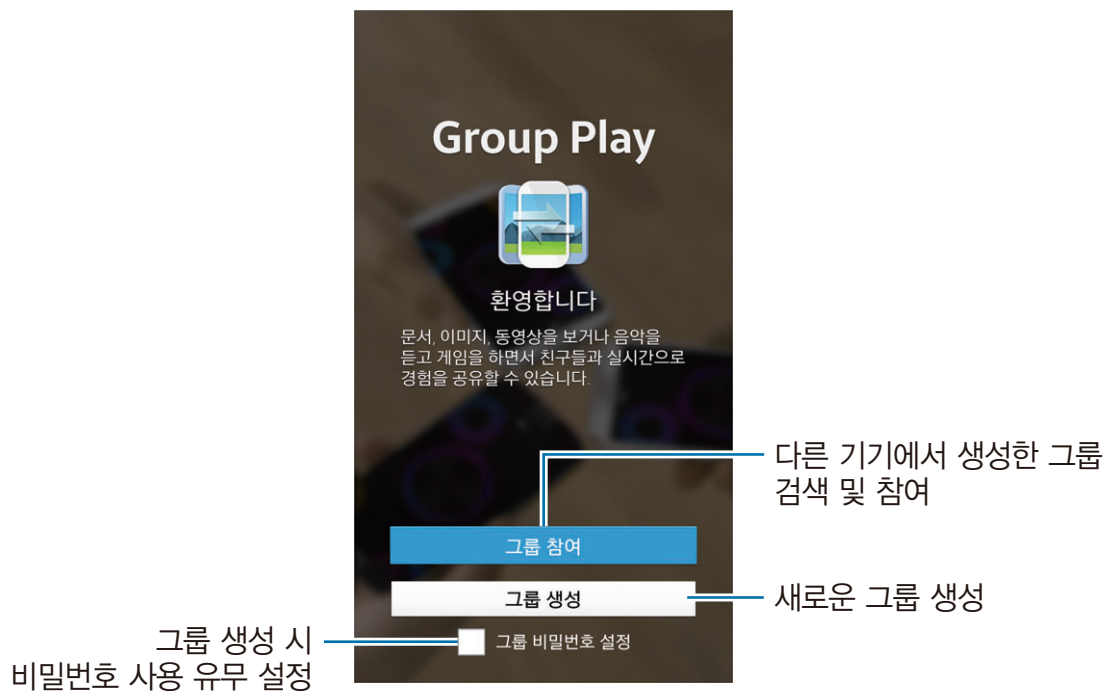 Group Play
환영합니다
문서, 이미지, 동영상을 보거나 음악을
듣고 게임을 하면서 친구들과 실시간으로
경험을 공유할 수 있습니다.
다른 기기에서 생성한 그룹
검색 및 참여
그룹 참여
그룹 생성
새로운 그룹 생성
그룹 비밀번호 설정
그룹 생성 시
비밀번호 사용 유무 설정